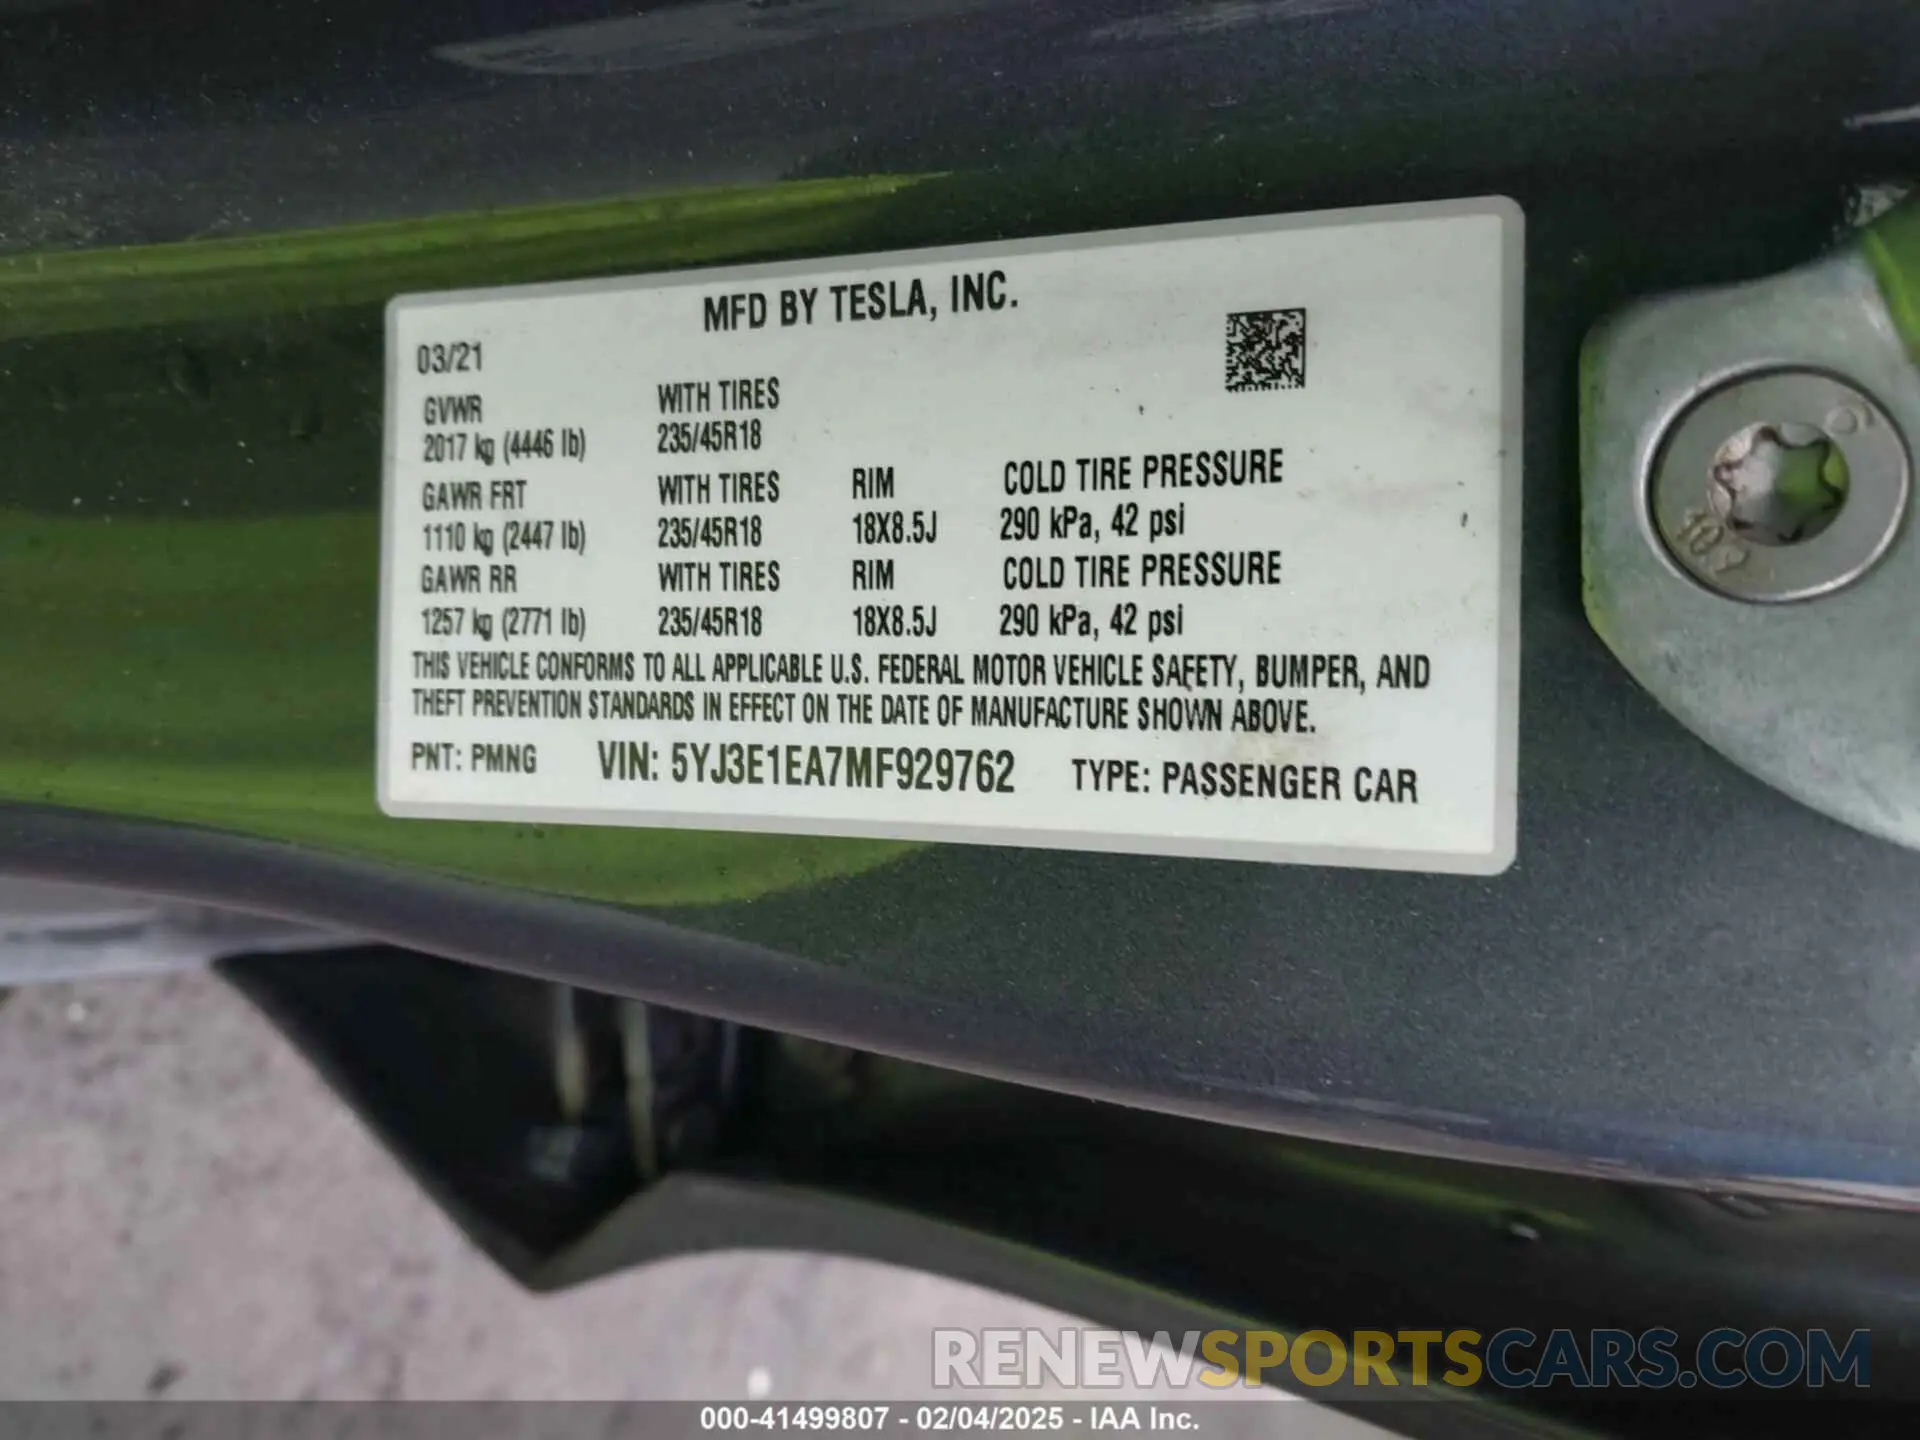 MFD BY TESLA, INC.
03/21
GVWR WITH TIRES
2017 kg (4446 lb) 235/45R18
GAWR FRT WITH TIRES RIM COLD TIRE PRESSURE
1110 kg (2447 lb) 235/45R18 18X8.5J 290 kPa, 42 psi
GAWR RR WITH TIRES RIM COLD TIRE PRESSURE
1257 kg (2771 lb) 235/45R18 18X8.5J 290 kPa, 42 psi
THIS VEHICLE CONFORMS TO ALL APPLICABLE U.S. FEDERAL MOTOR VEHICLE SAFETY, BUMPER, AND
THEFT PREVENTION STANDARDS IN EFFECT ON THE DATE OF MANUFACTURE SHOWN ABOVE.
PNT: PMNG VIN: 5YJ3E1EA7MF929762 TYPE: PASSENGER CAR
RENEWSPORTSCARS.COM
000-41499807 - 02/04/2025 - IAA Inc.